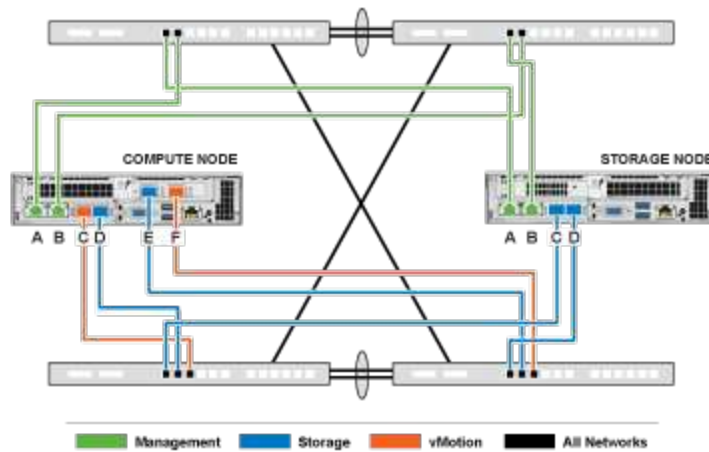 COMPUTE NODE
STORAGE NODE
A B C D E F
A B C D
Management Storage vMotion All Networks